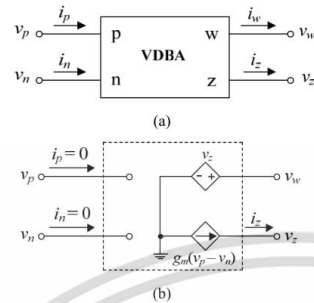 i_p i_w
v_p p w v_w
VDBA
i_n i_z
v_n n z v_z
(a)
i_p = 0 v_z
v_p - + v_w
i_n = 0 i_z
v_n v_z
g_m(v_p − v_n)
(b)